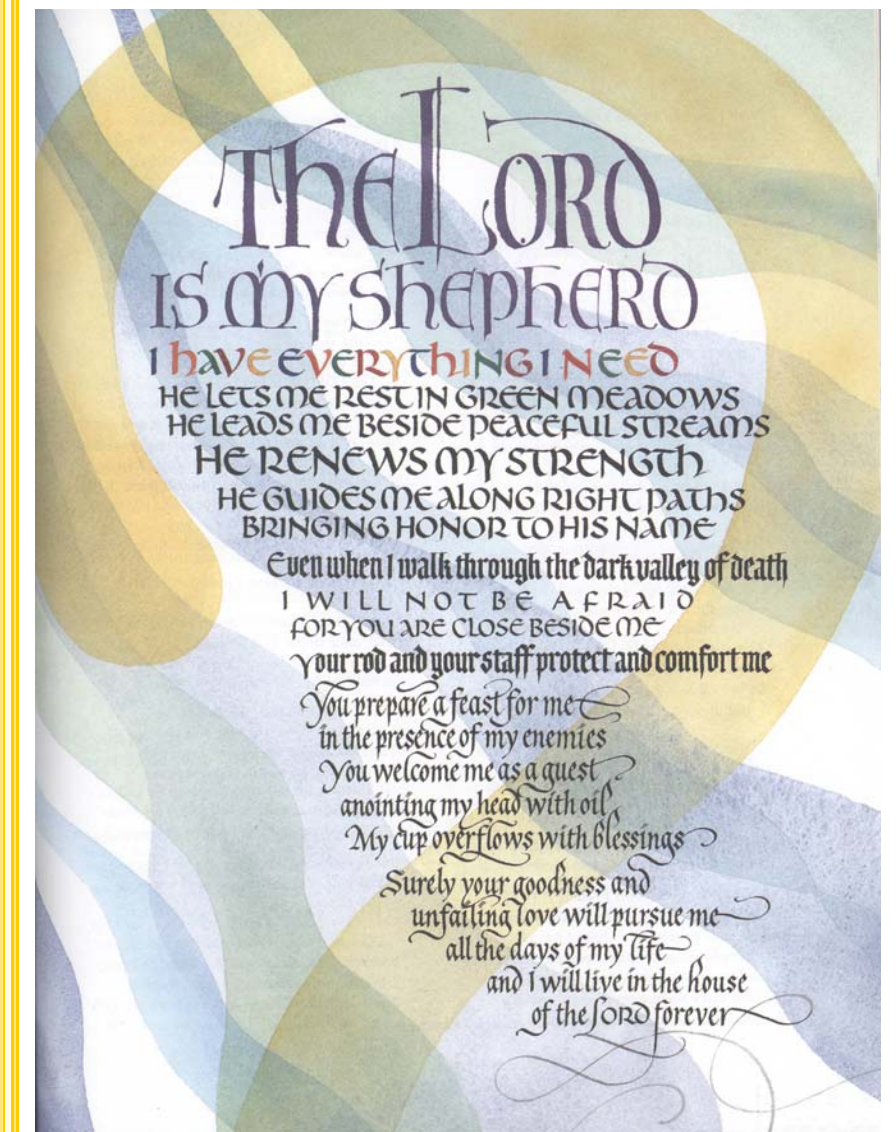 The LORD
IS MY ShEPhERD
I hAVE EVERYThING I NEED
HE LETS ME REST IN GREEN MEADOWS
HE LEADS ME BESIDE PEACEFUL STREAMS
HE RENEWS MY STRENGTh
HE GUIDES ME ALONG RIGHT PATHS
BRINGING HONOR TO HIS NAME
Even when I walk through the dark valley of death
I WILL NOT BE AFRAID
FOR YOU ARE CLOSE BESIDE ME
Your rod and your staff protect and comfort me
You prepare a feast for me
in the presence of my enemies
You welcome me as a guest
anointing my head with oil
My cup overflows with blessings
Surely your goodness and
unfailing love will pursue me
all the days of my life
and I will live in the house
of the LORD forever